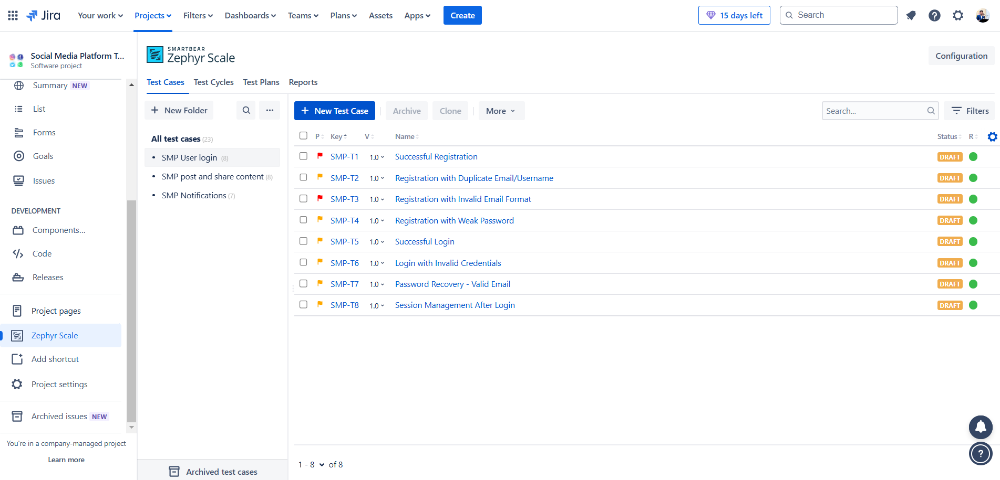 Jira
Your work
Projects
Filters
Dashboards
Teams
Plans
Assets
Apps
Create
15 days left
Search
Social Media Platform T...
Software project
Summary NEW
List
Forms
Goals
Issues
DEVELOPMENT
Components...
Code
Releases
Project pages
Zephyr Scale
Add shortcut
Project settings
Archived issues NEW
You're in a company-managed project
Learn more
SMARTBEAR
Zephyr Scale
Configuration
Test Cases
Test Cycles
Test Plans
Reports
+ New Folder
...
All test cases (23)
• SMP User login (8)
• SMP post and share content (8)
• SMP Notifications (7)
Archived test cases
+ New Test Case
Archive
Clone
More
Search...
Filters
P Key V Name Status R
SMP-T1 1.0 Successful Registration DRAFT
SMP-T2 1.0 Registration with Duplicate Email/Username DRAFT
SMP-T3 1.0 Registration with Invalid Email Format DRAFT
SMP-T4 1.0 Registration with Weak Password DRAFT
SMP-T5 1.0 Successful Login DRAFT
SMP-T6 1.0 Login with Invalid Credentials DRAFT
SMP-T7 1.0 Password Recovery - Valid Email DRAFT
SMP-T8 1.0 Session Management After Login DRAFT
1 - 8 of 8
?